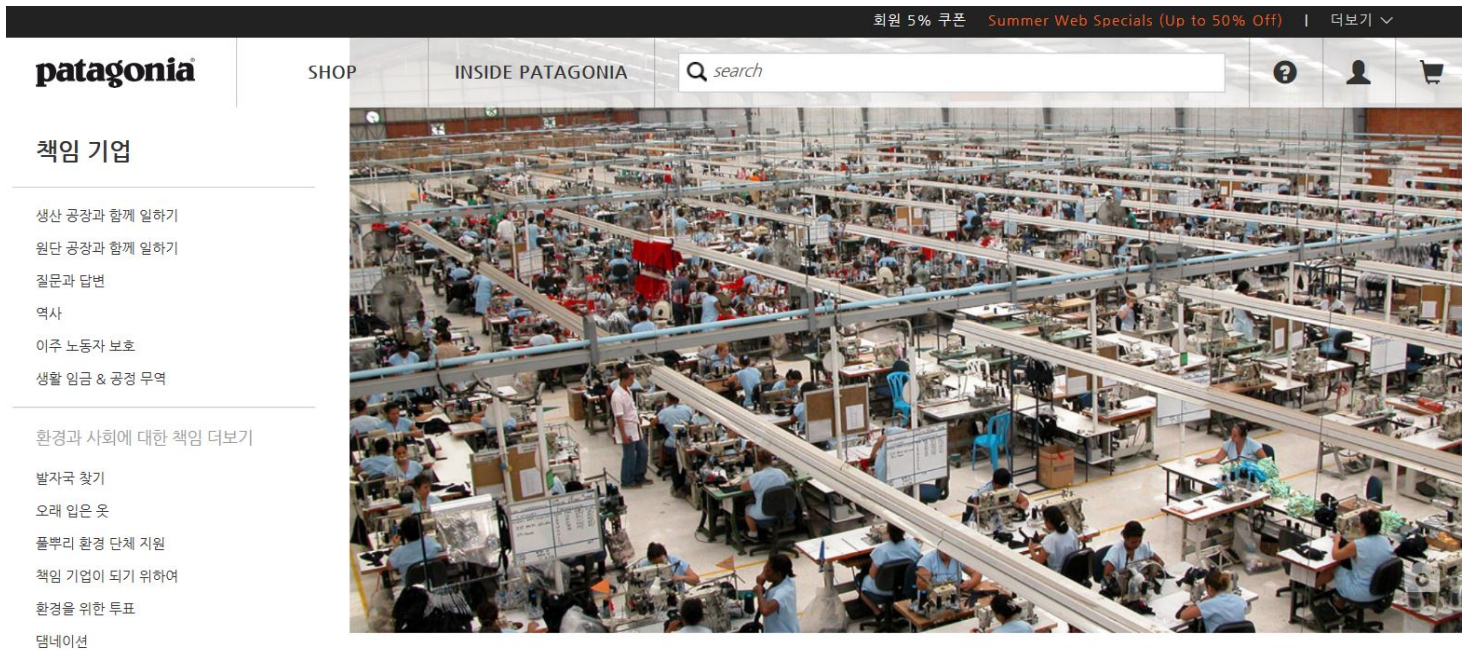 회원 5% 쿠폰 Summer Web Specials (Up to 50% Off) | 더보기
patagonia SHOP INSIDE PATAGONIA search
책임 기업
생산 공장과 함께 일하기
원단 공장과 함께 일하기
질문과 답변
역사
이주 노동자 보호
생활 임금 & 공정 무역
환경과 사회에 대한 책임 더보기
발자국 찾기
오래 입은 옷
풀뿌리 환경 단체 지원
책임 기업이 되기 위하여
환경을 위한 투표
댐네이션